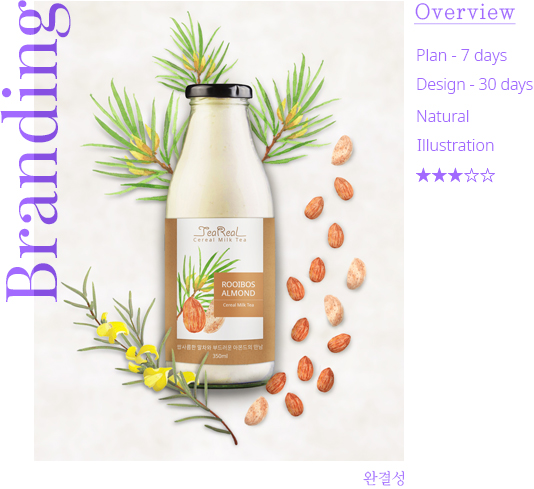 Branding
Overview
Plan - 7 days
Design - 30 days
Natural
Illustration
★★★☆☆
TeaReal
Cereal Milk Tea
ROOIBOS
ALMOND
Cereal Milk Tea
350ml
완결성